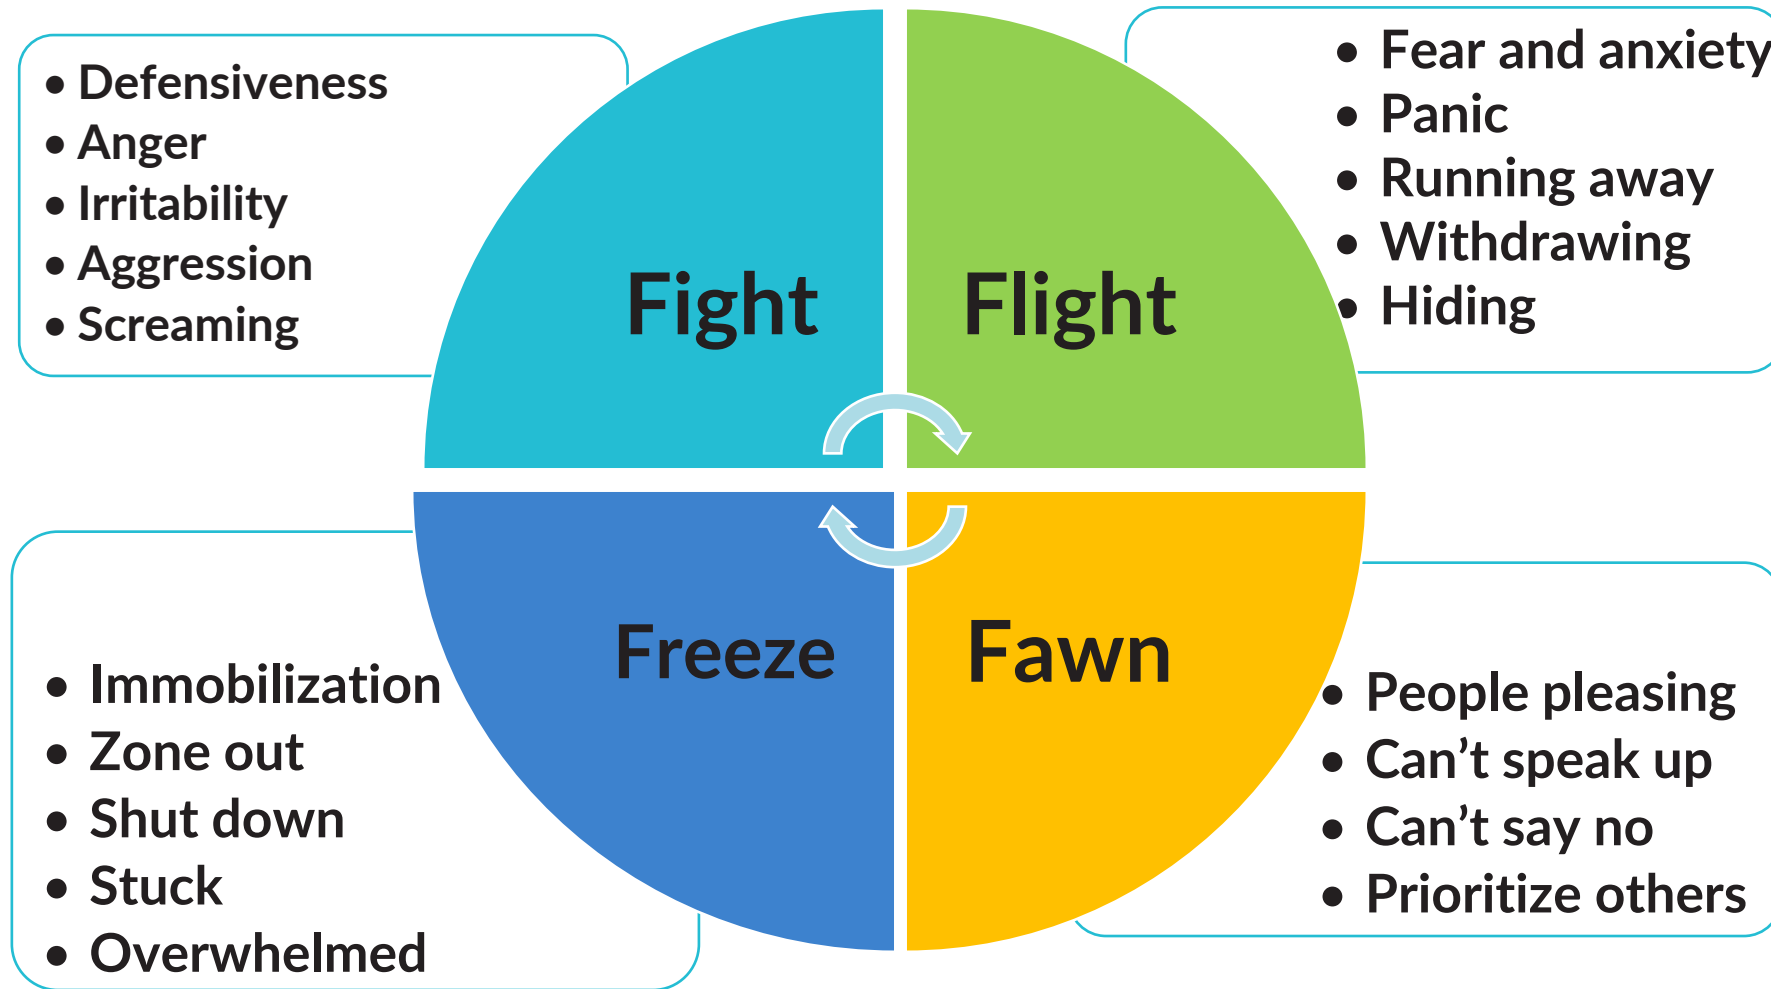 • Defensiveness
• Anger
• Irritability
• Aggression
• Screaming
Fight
Flight
• Fear and anxiety
• Panic
• Running away
• Withdrawing
• Hiding
• Immobilization
• Zone out
• Shut down
• Stuck
• Overwhelmed
Freeze
Fawn
• People pleasing
• Can’t speak up
• Can’t say no
• Prioritize others